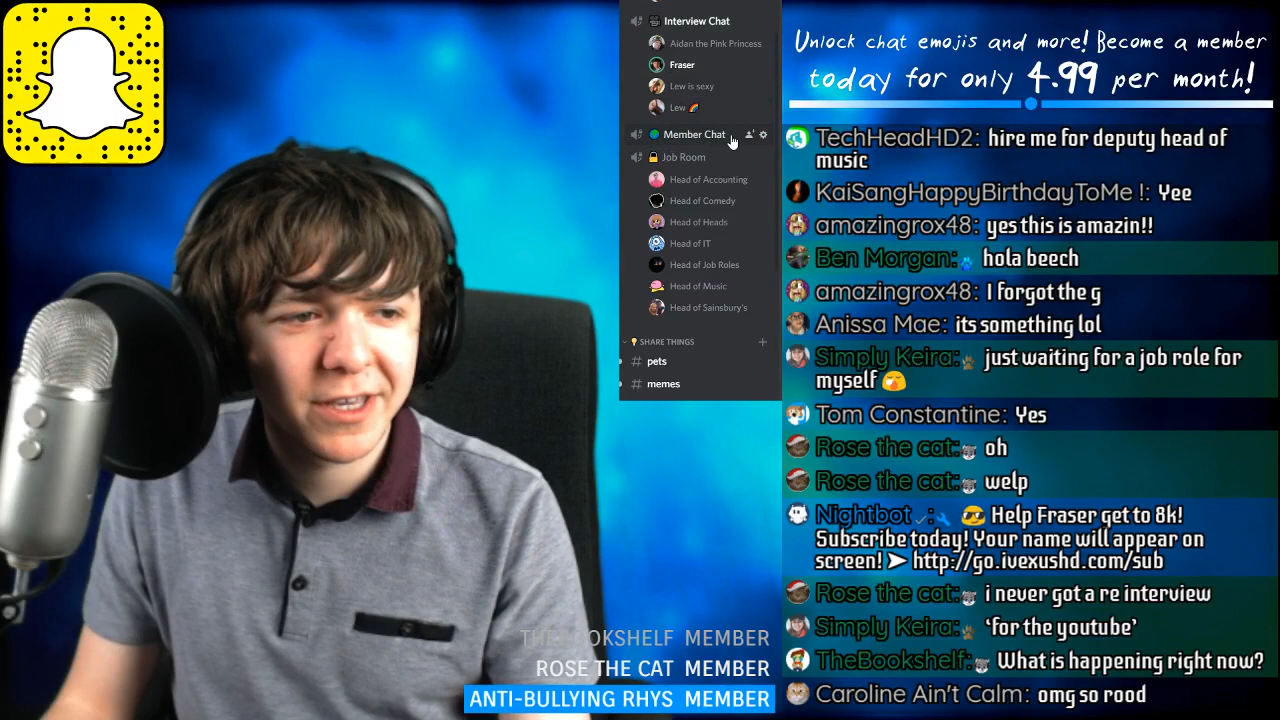 Interview Chat
Aidan the Pink Princess
Fraser
Lew is sexy
Lew
Member Chat
Job Room
Head of Accounting
Head of Comedy
Head of Heads
Head of IT
Head of Job Roles
Head of Music
Head of Sainsbury's
SHARE THINGS
# pets
# memes
Unlock chat emojis and more! Become a member
today for only 4.99 per month!
TechHeadHD2: hire me for deputy head of
music
KaiSangHappyBirthdayToMe !: Yee
amazingrox48: yes this is amazin!!
Ben Morgan: hola beech
amazingrox48: I forgot the g
Anissa Mae: its something lol
Simply Keira: just waiting for a job role for
myself
Tom Constantine: Yes
Rose the cat: oh
Rose the cat: welp
Nightbot: Help Fraser get to 8k!
Subscribe today! Your name will appear on
screen! ➤ http://go.ivexushd.com/sub
Rose the cat: i never got a re interview
Simply Keira: ‘for the youtube’
TheBookshelf: What is happening right now?
Caroline Ain't Calm: omg so rood
THEBOOKSHELF MEMBER
ROSE THE CAT MEMBER
ANTI-BULLYING RHYS MEMBER